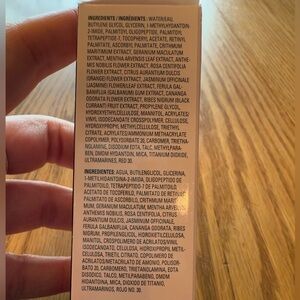 INGREDIENTS / INGRÉDIENTS: WATER/EAU,
BUTYLENE GLYCOL, GLYCERIN, 1-METHYLHYDANTOIN-
2-IMIDE, PALMITOYL OLIGOPEPTIDE, PALMITOYL
TETRAPEPTIDE-7, TOCOPHERYL ACETATE, RETINYL
PALMITATE, ASCORBYL PALMITATE, CRITHMUM
MARITIMUM EXTRACT, GERANIUM MACULATUM
EXTRACT, MENTHA ARVENSIS LEAF EXTRACT, ANTHE-
MIS NOBILIS FLOWER EXTRACT, ROSA CENTIFOLIA
FLOWER EXTRACT, CITRUS AURANTIUM DULCIS
(ORANGE) FLOWER EXTRACT, JASMINUM OFFICINALE
(JASMINE) FLOWER/LEAF EXTRACT, FERULA GAL-
BANIFLUA (GALBANUM) GUM EXTRACT, CANANGA
ODORATA FLOWER EXTRACT, RIBES NIGRUM (BLACK
CURRANT) FRUIT EXTRACT, PROPYLENE GLYCOL,
HYDROXYETHYLCELLULOSE, MANNITOL, ACRYLATES/
VINYL ISODECANOATE CROSSPOLYMER, CELLULOSE,
HYDROXYPROPYL METHYLCELLULOSE, TRIETHYL
CITRATE, ACRYLATES/AMMONIUM METHACRYLATE
COPOLYMER, POLYSORBATE 20, CARBOMER, TRIETHA-
NOLAMINE, DISODIUM EDTA, TALC, METHYLPARA-
BEN, DMDM HYDANTOIN, MICA, TITANIUM DIOXIDE,
ULTRAMARINES, RED 30.
INGREDIENTES: AGUA, BUTILENGLICOL, GLICERINA,
1-METILHIDANTOINA-2-IMIDA, OLIGOPEPTIDO DE
PALMITOILO, TETRAPEPTIDO-7 DE PALMITOILO,
ACETATO DE TOCOFERILO, PALMITATO DE RETINILO,
PALMITATO DE ASCORBILO, CRITHMUM MARITI-
MUM, GERANIUM MACULATUM, MENTHA ARVENSIS,
ANTHEMIS NOBILIS, ROSA CENTIFOLIA, CITRUS
AURANTIUM DULCIS, JASMINUM OFFICINALE,
FERULA GALBANIFLUA, CANANGA ODORATA, RIBES
NIGRUM, PROPILENGLICOL, HIDROXIETILCELULOSA,
MANITOL, CROSPOLIMERO DE ACRILATOS/VINIL
ISODECANOATO, CELULOSA, HIDROXIPROPIL METIL-
CELULOSA, TRIETIL CITRATO, COPOLIMERO DE
ACRILATOS/METACRILATO DE AMONIO, POLISOR-
BATO 20, CARBOMERO, TRIETANOLAMINA, EDTA
DISODICO, TALCO, METILPARABENO, DMDM HIDAN-
TOINA, MICA, DIOXIDO DE TITANIO,
ULTRAMARINOS, ROJO NO. 30.